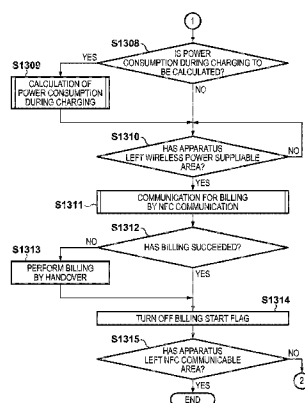 1
S1308
IS POWER
CONSUMPTION DURING CHARGING TO
BE CALCULATED?
YES
NO
S1309
CALCULATION OF
POWER CONSUMPTION
DURING CHARGING
S1310
HAS APPARATUS
LEFT WIRELESS POWER SUPPLIABLE
AREA?
NO
YES
S1311
COMMUNICATION FOR BILLING
BY NFC COMMUNICATION
S1312
HAS BILLING SUCCEEDED?
NO
YES
S1313
PERFORM BILLING
BY HANDOVER
S1314
TURN OFF BILLING START FLAG
S1315
HAS APPARATUS
LEFT NFC COMMUNICABLE
AREA?
NO
2
YES
END